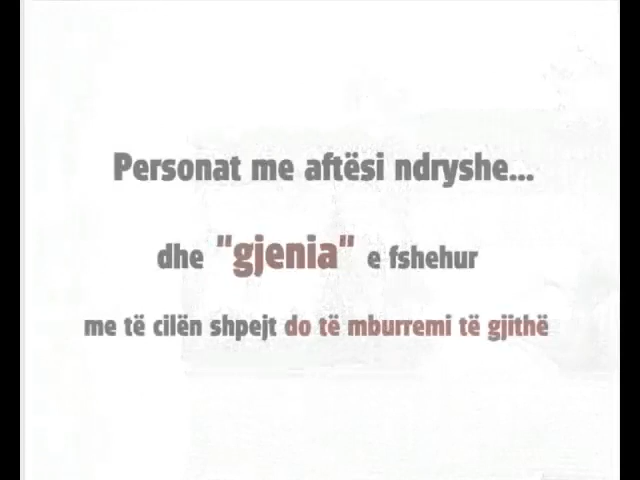 Personat me aftësi ndryshe...
dhe "gjenia" e fshehur
me të cilën shpejt do të mburremi të gjithë